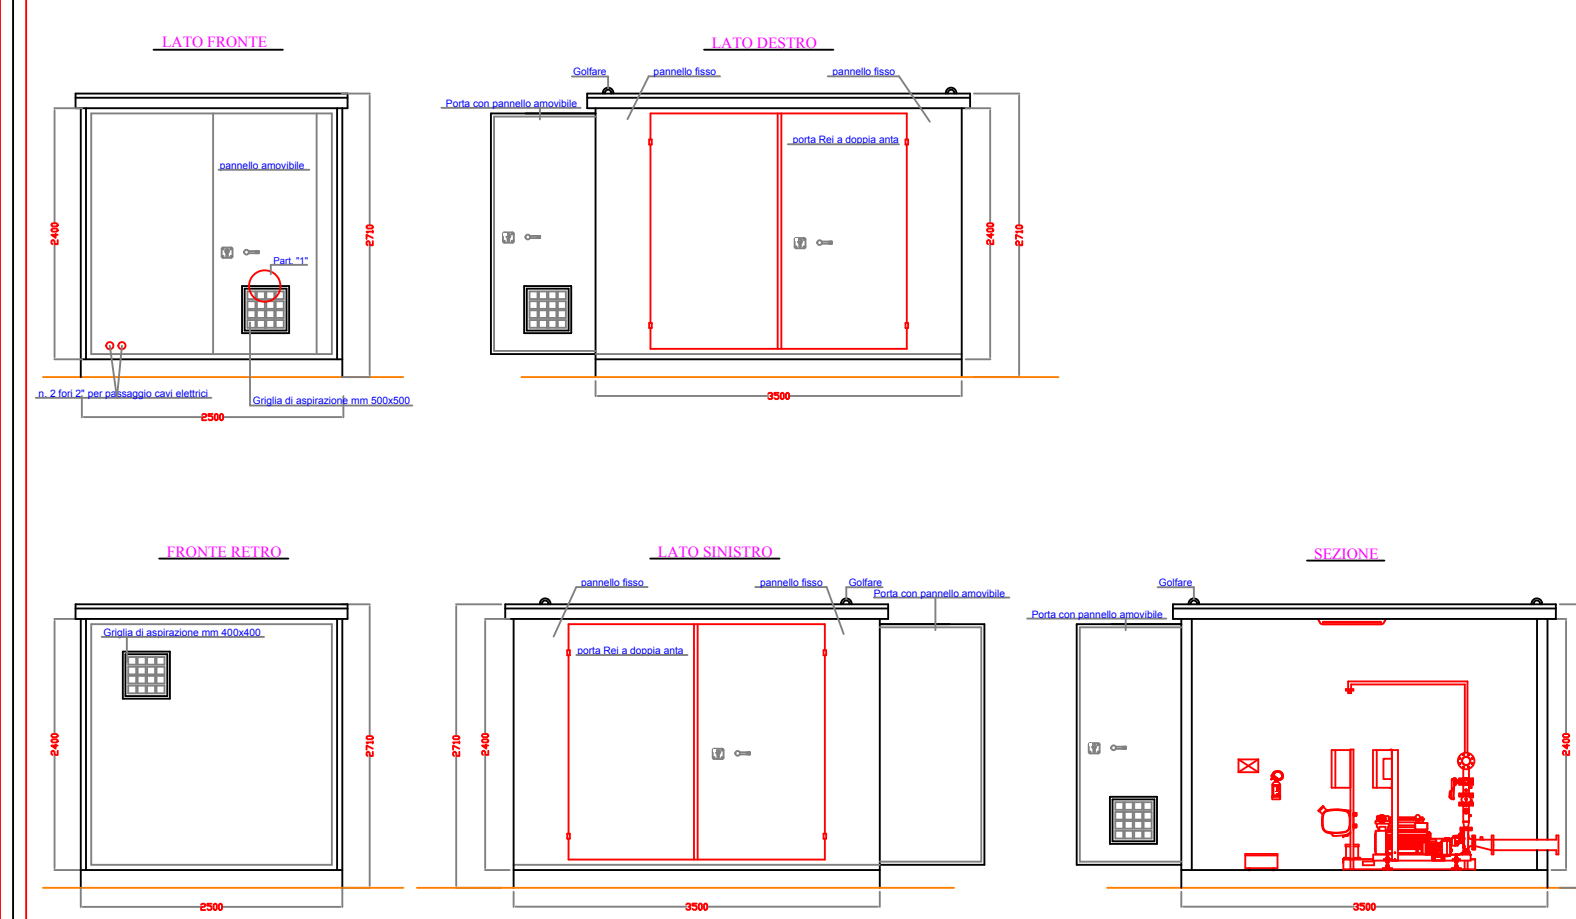 LATO FRONTE
LATO DESTRO
Golfare
pannello fisso
pannello fisso
Porta con pannello amovibile
porta Rei a doppia anta
pannello amovibile
2400
2710
2400
2710
Part. "1"
n. 2 fori 2" per passaggio cavi elettrici
Griglia di aspirazione mm 500x500
3500
2500
FRONTE RETRO
LATO SINISTRO
SEZIONE
pannello fisso
pannello fisso
Golfare
Golfare
Porta con pannello amovibile
Porta con pannello amovibile
Griglia di aspirazione mm 400x400
porta Rei a doppia anta
2400
2710
2710
2400
2400
2500
3500
3500